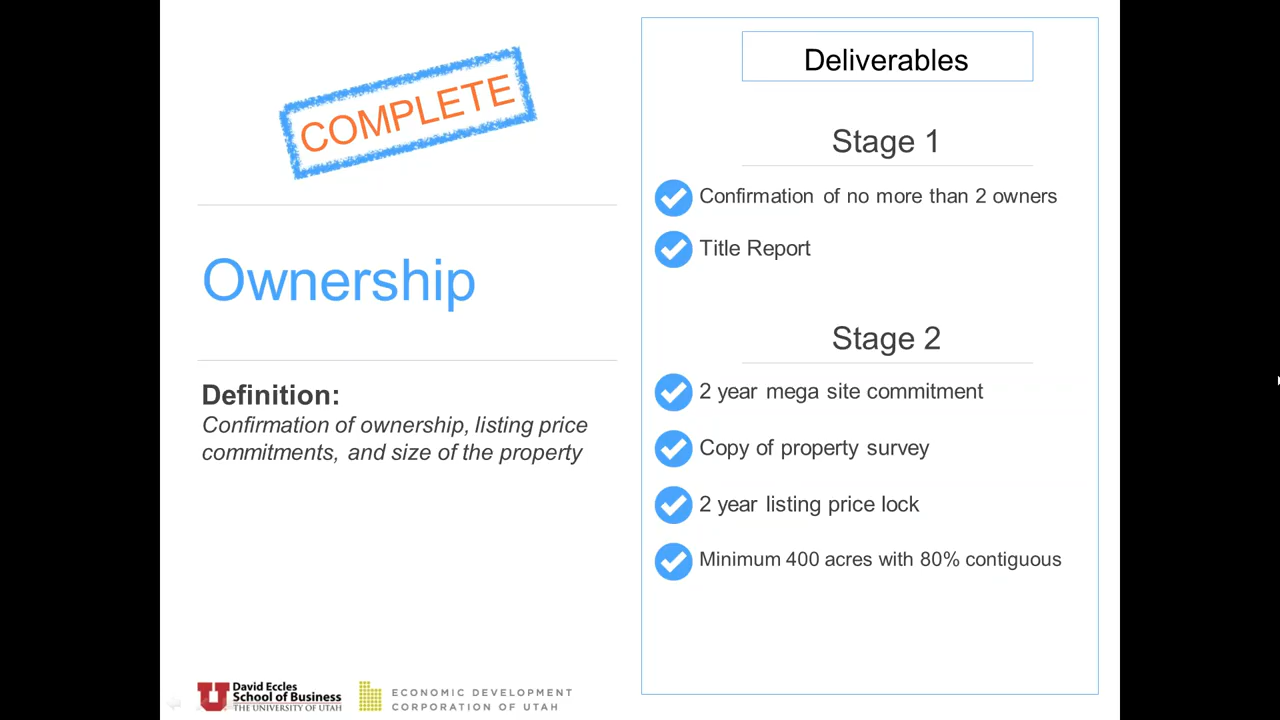 COMPLETE
Ownership
Definition:
Confirmation of ownership, listing price
commitments, and size of the property
Deliverables
Stage 1
Confirmation of no more than 2 owners
Title Report
Stage 2
2 year mega site commitment
Copy of property survey
2 year listing price lock
Minimum 400 acres with 80% contiguous
U
David Eccles
School of Business
THE UNIVERSITY OF UTAH
ECONOMIC DEVELOPMENT
CORPORATION OF UTAH